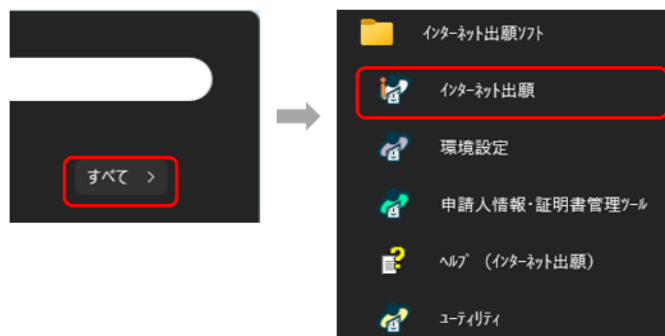 すべて >
インターネット出願ソフト
インターネット出願
環境設定
申請人情報・証明書管理ツール
ヘルプ (インターネット出願)
ユーティリティ